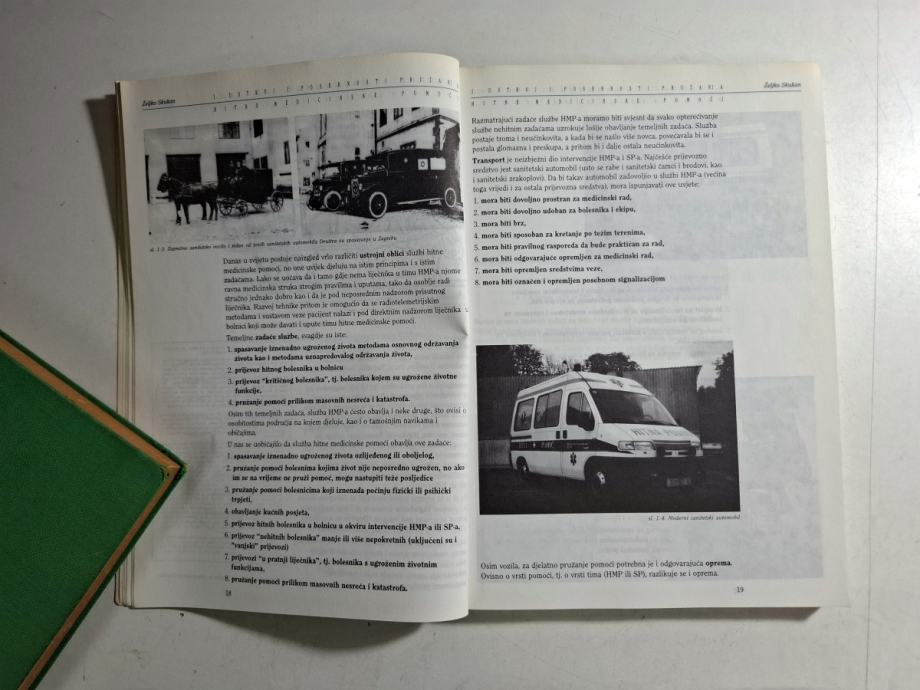 Željko Skukan
I. USTROJ I POSEBNOSTI PRUŽANJA
HITNE MEDICINSKE POMOĆI
Danas u svijetu postoje naizgled vrlo različiti ustrojni oblici službi hitne
medicinske pomoći, no one uvijek djeluju na istim principima i s istim
zadaćama. Lako se uočava da i tamo gdje nema liječnika u timu HMP-a njome
ravna medicinska struka strogim pravilima i uputama, tako da osoblje radi
stručno jednako dobro kao i da je pod neposrednim nadzorom prisutnog
liječnika. Razvoj tehnike pritom je omogućio da se radiotelemetrijskim
metodama i sustavom veze pacijent nalazi i pod direktnim nadzorom liječnika u
bolnici koji može davati i upute timu hitne medicinske pomoći.
Temeljne zadaće službe, svagdje su iste:
1. spasavanje iznenadno ugroženog života metodama osnovnog održavanja
života kao i metodama uznapredovalog održavanja života,
2. prijevoz hitnog bolesnika u bolnicu
3. prijevoz "kritičnog bolesnika", tj. bolesnika kojem su ugrožene životne
funkcije,
4. pružanje pomoći prilikom masovnih nesreća i katastrofa.
Osim tih temeljnih zadaća, služba HMP-a često obavlja i neke druge, što ovisi o
osobitostima područja na kojem djeluje, kao i o tamošnjim navikama i
običajima.
U nas se uobičajilo da služba hitne medicinske pomoći obavlja ove zadaće:
1. spasavanje iznenadno ugroženog života ozlijeđenog ili oboljelog,
2. pružanje pomoći bolesnima kojima život nije neposredno ugrožen, no ako
im se na vrijeme ne pruži pomoć, mogu nastupiti teže posljedice
3. pružanje pomoći bolesnicima koji iznenada počinju fizički ili psihički
trpjeti,
4. obavljanje kućnih posjeta,
5. prijevoz hitnih bolesnika u bolnicu u okviru intervencije HMP-a ili SP-a,
6. prijevoz "nehitnih bolesnika" manje ili više nepokretnih (uključeni su i
"vanjski" prijevozi)
7. prijevozi "u pratnji liječnika", tj. bolesnika s ugroženim životnim
funkcijama,
8. pružanje pomoći prilikom masovnih nesreća i katastrofa.
18
I. USTROJ I POSEBNOSTI PRUŽANJA
HITNE MEDICINSKE POMOĆI
Željko Skukan
Razmatrajući zadaće službe HMP-a moramo biti svjesni da svako opterećivanje
službe nehitnim zadaćama uzrokuje lošije obavljanje temeljnih zadaća. Služba
postaje troma i neučinkovita, a kada bi se našlo više novca, povećavala bi se i
postala glomazna i preskupa, a pritom bi i dalje ostala neučinkovita.
Transport je neizbježni dio intervencije HMP-a i SP-a. Najčešće prijevozno
sredstvo jest sanitetski automobil (usto se rabe i sanitetski čamci i brodovi, kao
i sanitetski zrakoplovi). Da bi takav automobil zadovoljio u službi HMP-a (većina
toga vrijedi i za ostala prijevozna sredstva), mora ispunjavati ove uvjete:
1. mora biti dovoljno prostran za medicinski rad,
2. mora biti dovoljno udoban za bolesnika i ekipu,
3. mora biti brz,
4. mora biti sposoban za kretanje po težim terenima,
5. mora biti pravilnog rasporeda da bude praktičan za rad,
6. mora biti odgovarajuće opremljen za medicinski rad,
7. mora biti opremljen sredstvima veze,
8. mora biti označen i opremljen posebnom signalizacijom
HITNA POMOĆ
sl. 1-4. Moderni sanitetski automobil
Osim vozila, za djelatno pružanje pomoći potrebna je i odgovarajuća oprema.
Ovisno o vrsti pomoći, tj. o vrsti tima (HMP ili SP), razlikuje se i oprema.
19